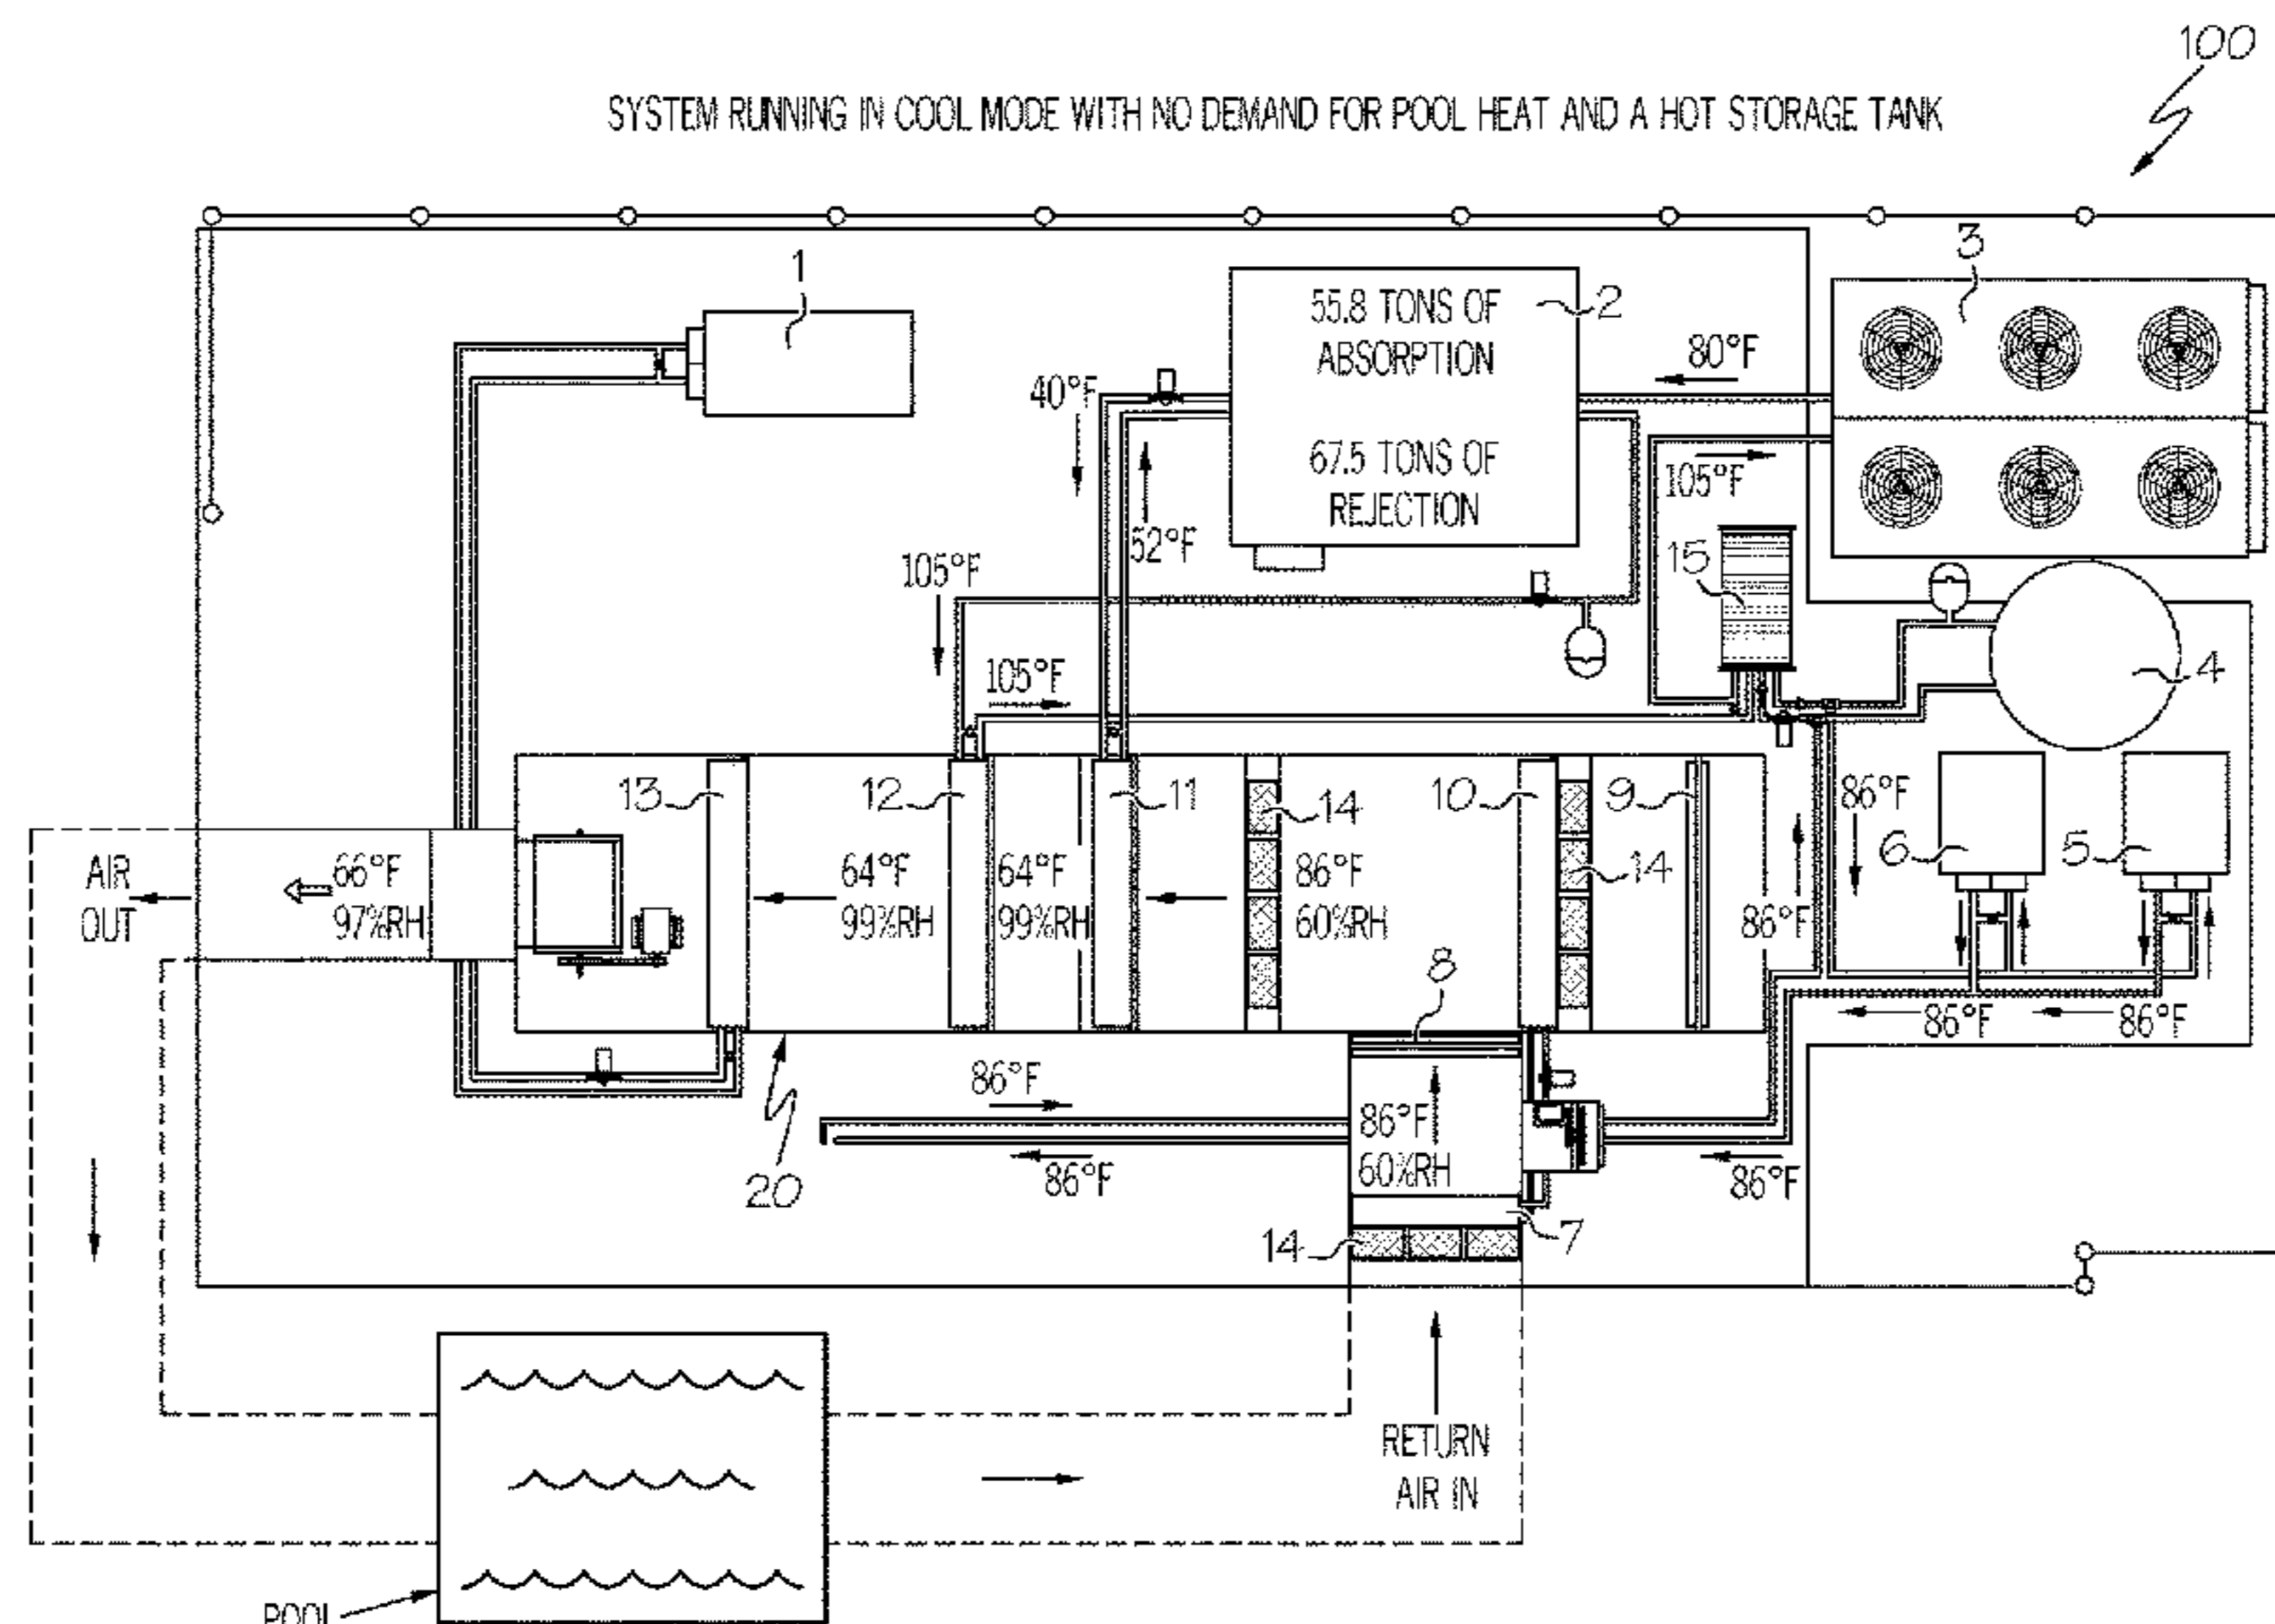 100
SYSTEM RUNNING IN COOL MODE WITH NO DEMAND FOR POOL HEAT AND A HOT STORAGE TANK
1
2
3
55.8 TONS OF
ABSORPTION
67.5 TONS OF
REJECTION
80°F
40°F
52°F
105°F
105°F
105°F
15
4
13
12
11
14
10
14
9
86°F
86°F
6
5
AIR
OUT
66°F
97%RH
64°F
99%RH
64°F
99%RH
86°F
60%RH
8
86°F
86°F
86°F
86°F
20
86°F
60%RH
86°F
14
7
RETURN
AIR IN
POOL